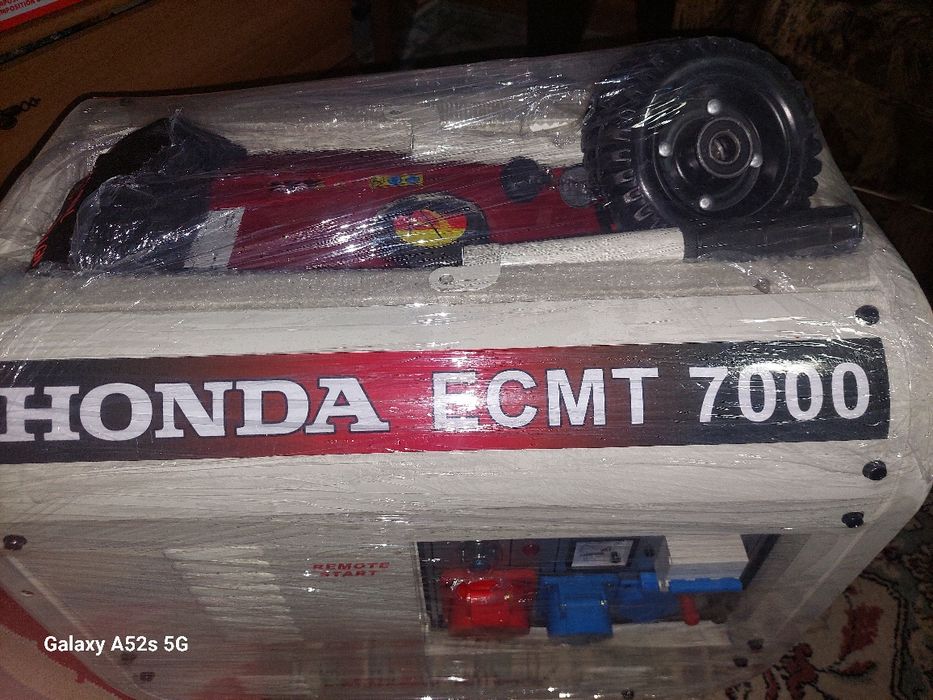 HONDA ECMT 7000
REMOTE
START
Galaxy A52s 5G